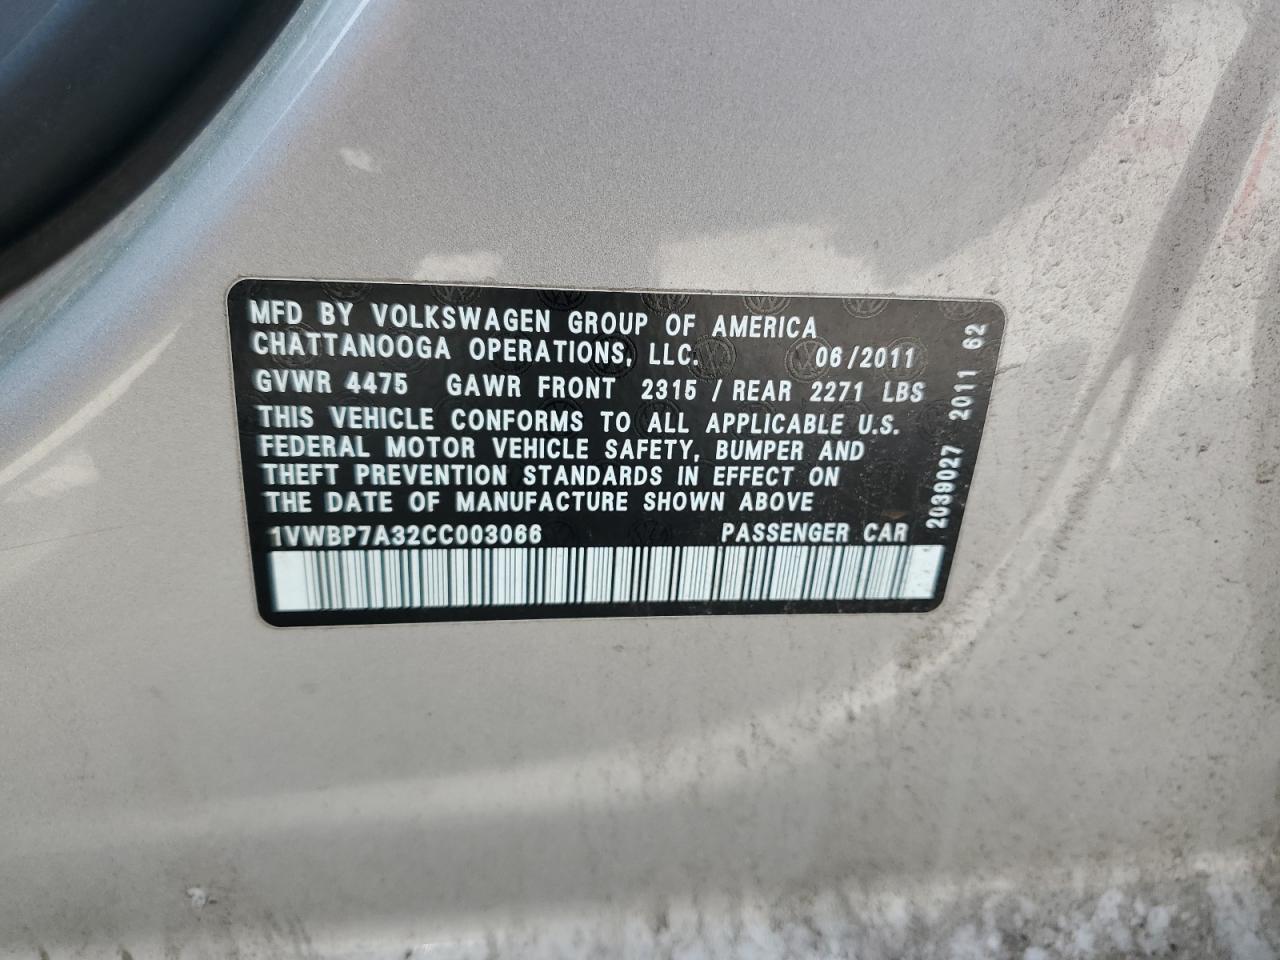 MFD BY VOLKSWAGEN GROUP OF AMERICA
CHATTANOOGA OPERATIONS, LLC. 06/2011
GVWR 4475 GAWR FRONT 2315 / REAR 2271 LBS
THIS VEHICLE CONFORMS TO ALL APPLICABLE U.S.
FEDERAL MOTOR VEHICLE SAFETY, BUMPER AND
THEFT PREVENTION STANDARDS IN EFFECT ON
THE DATE OF MANUFACTURE SHOWN ABOVE
1VWBP7A32CC003066 PASSENGER CAR
2039027 2011 62